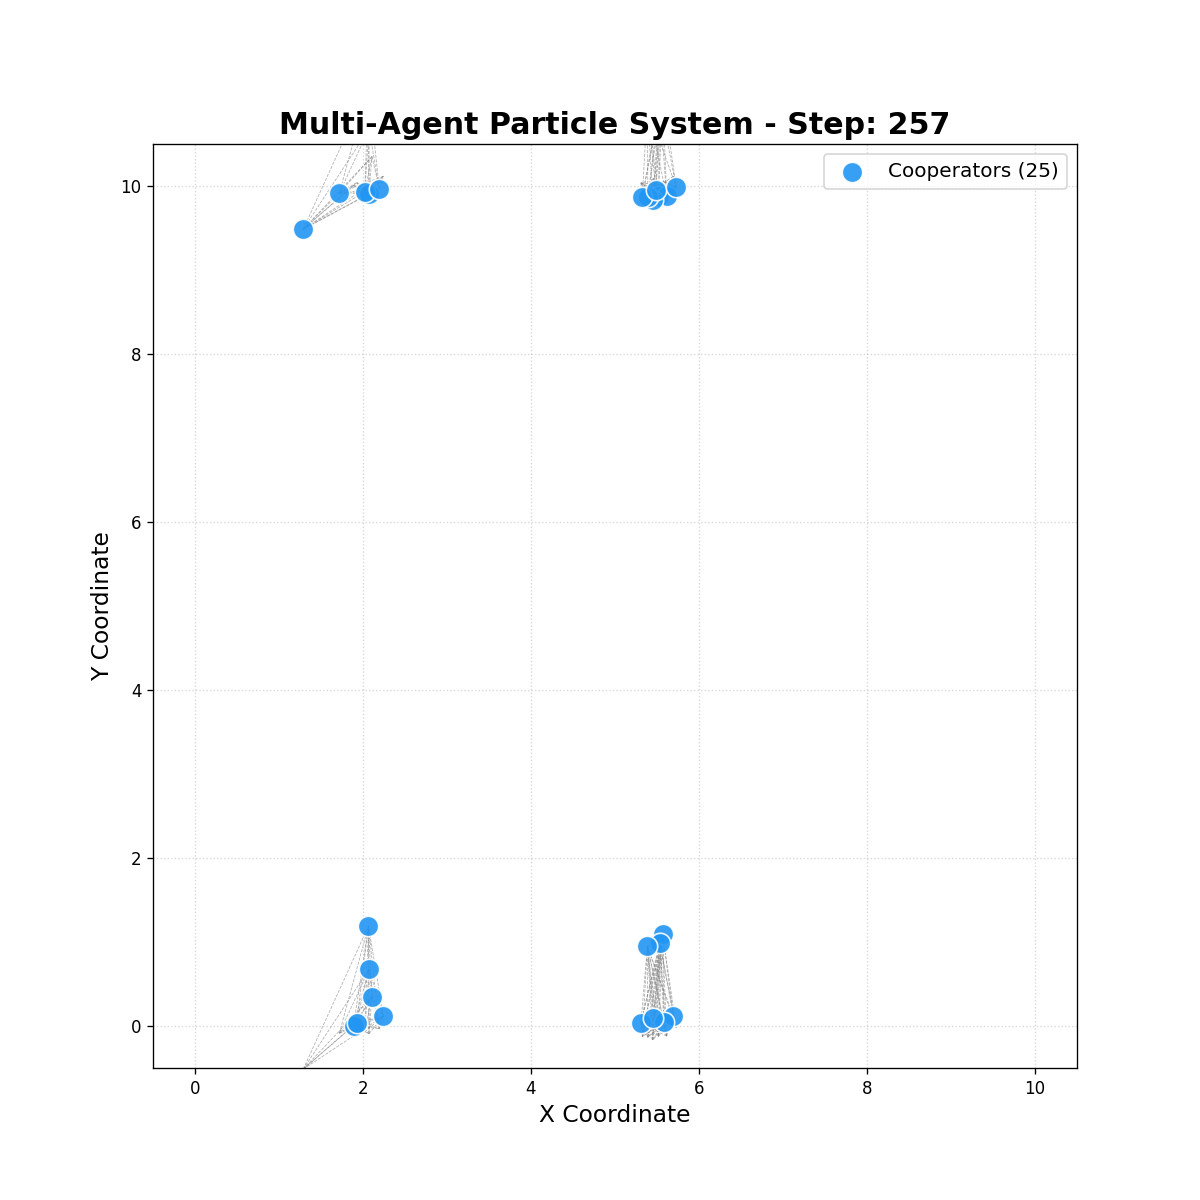 Multi-Agent Particle System - Step: 257
Cooperators (25)
10
8
6
4
2
0
Y Coordinate
0 2 4 6 8 10
X Coordinate